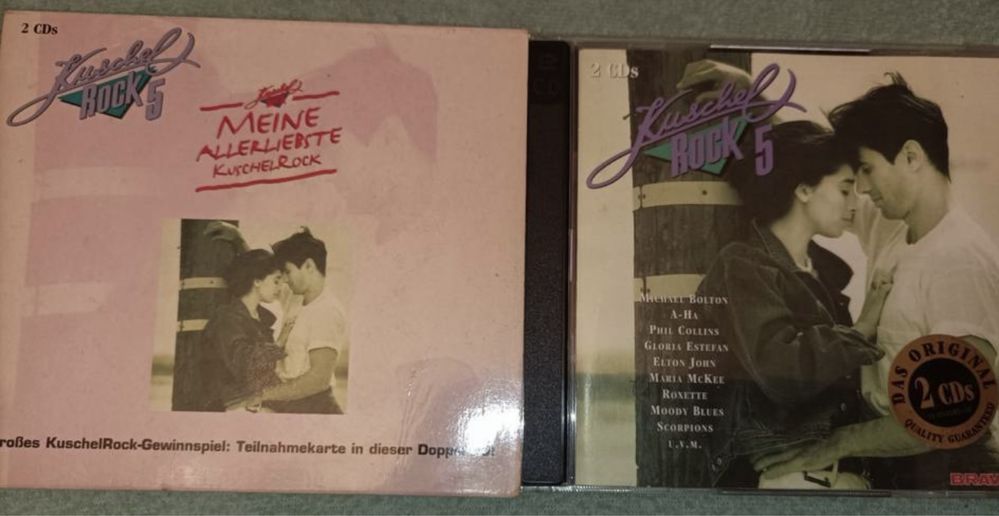 2 CDs
Kuschel
ROCK 5
Kuschel
ROCK
MEINE
ALLERLIEBSTE
KUSCHELROCK
roßes KuschelRock-Gewinnspiel: Teilnahmekarte in dieser
2 CDs
Kuschel
ROCK 5
MICHAEL BOLTON
A-HA
PHIL COLLINS
GLORIA ESTEFAN
ELTON JOHN
MARIA MCKEE
ROXETTE
MOODY BLUES
SCORPIONS
U.V.M.
DAS ORIGINAL
2 CDs
QUALITY GUARANTEED
BRAV